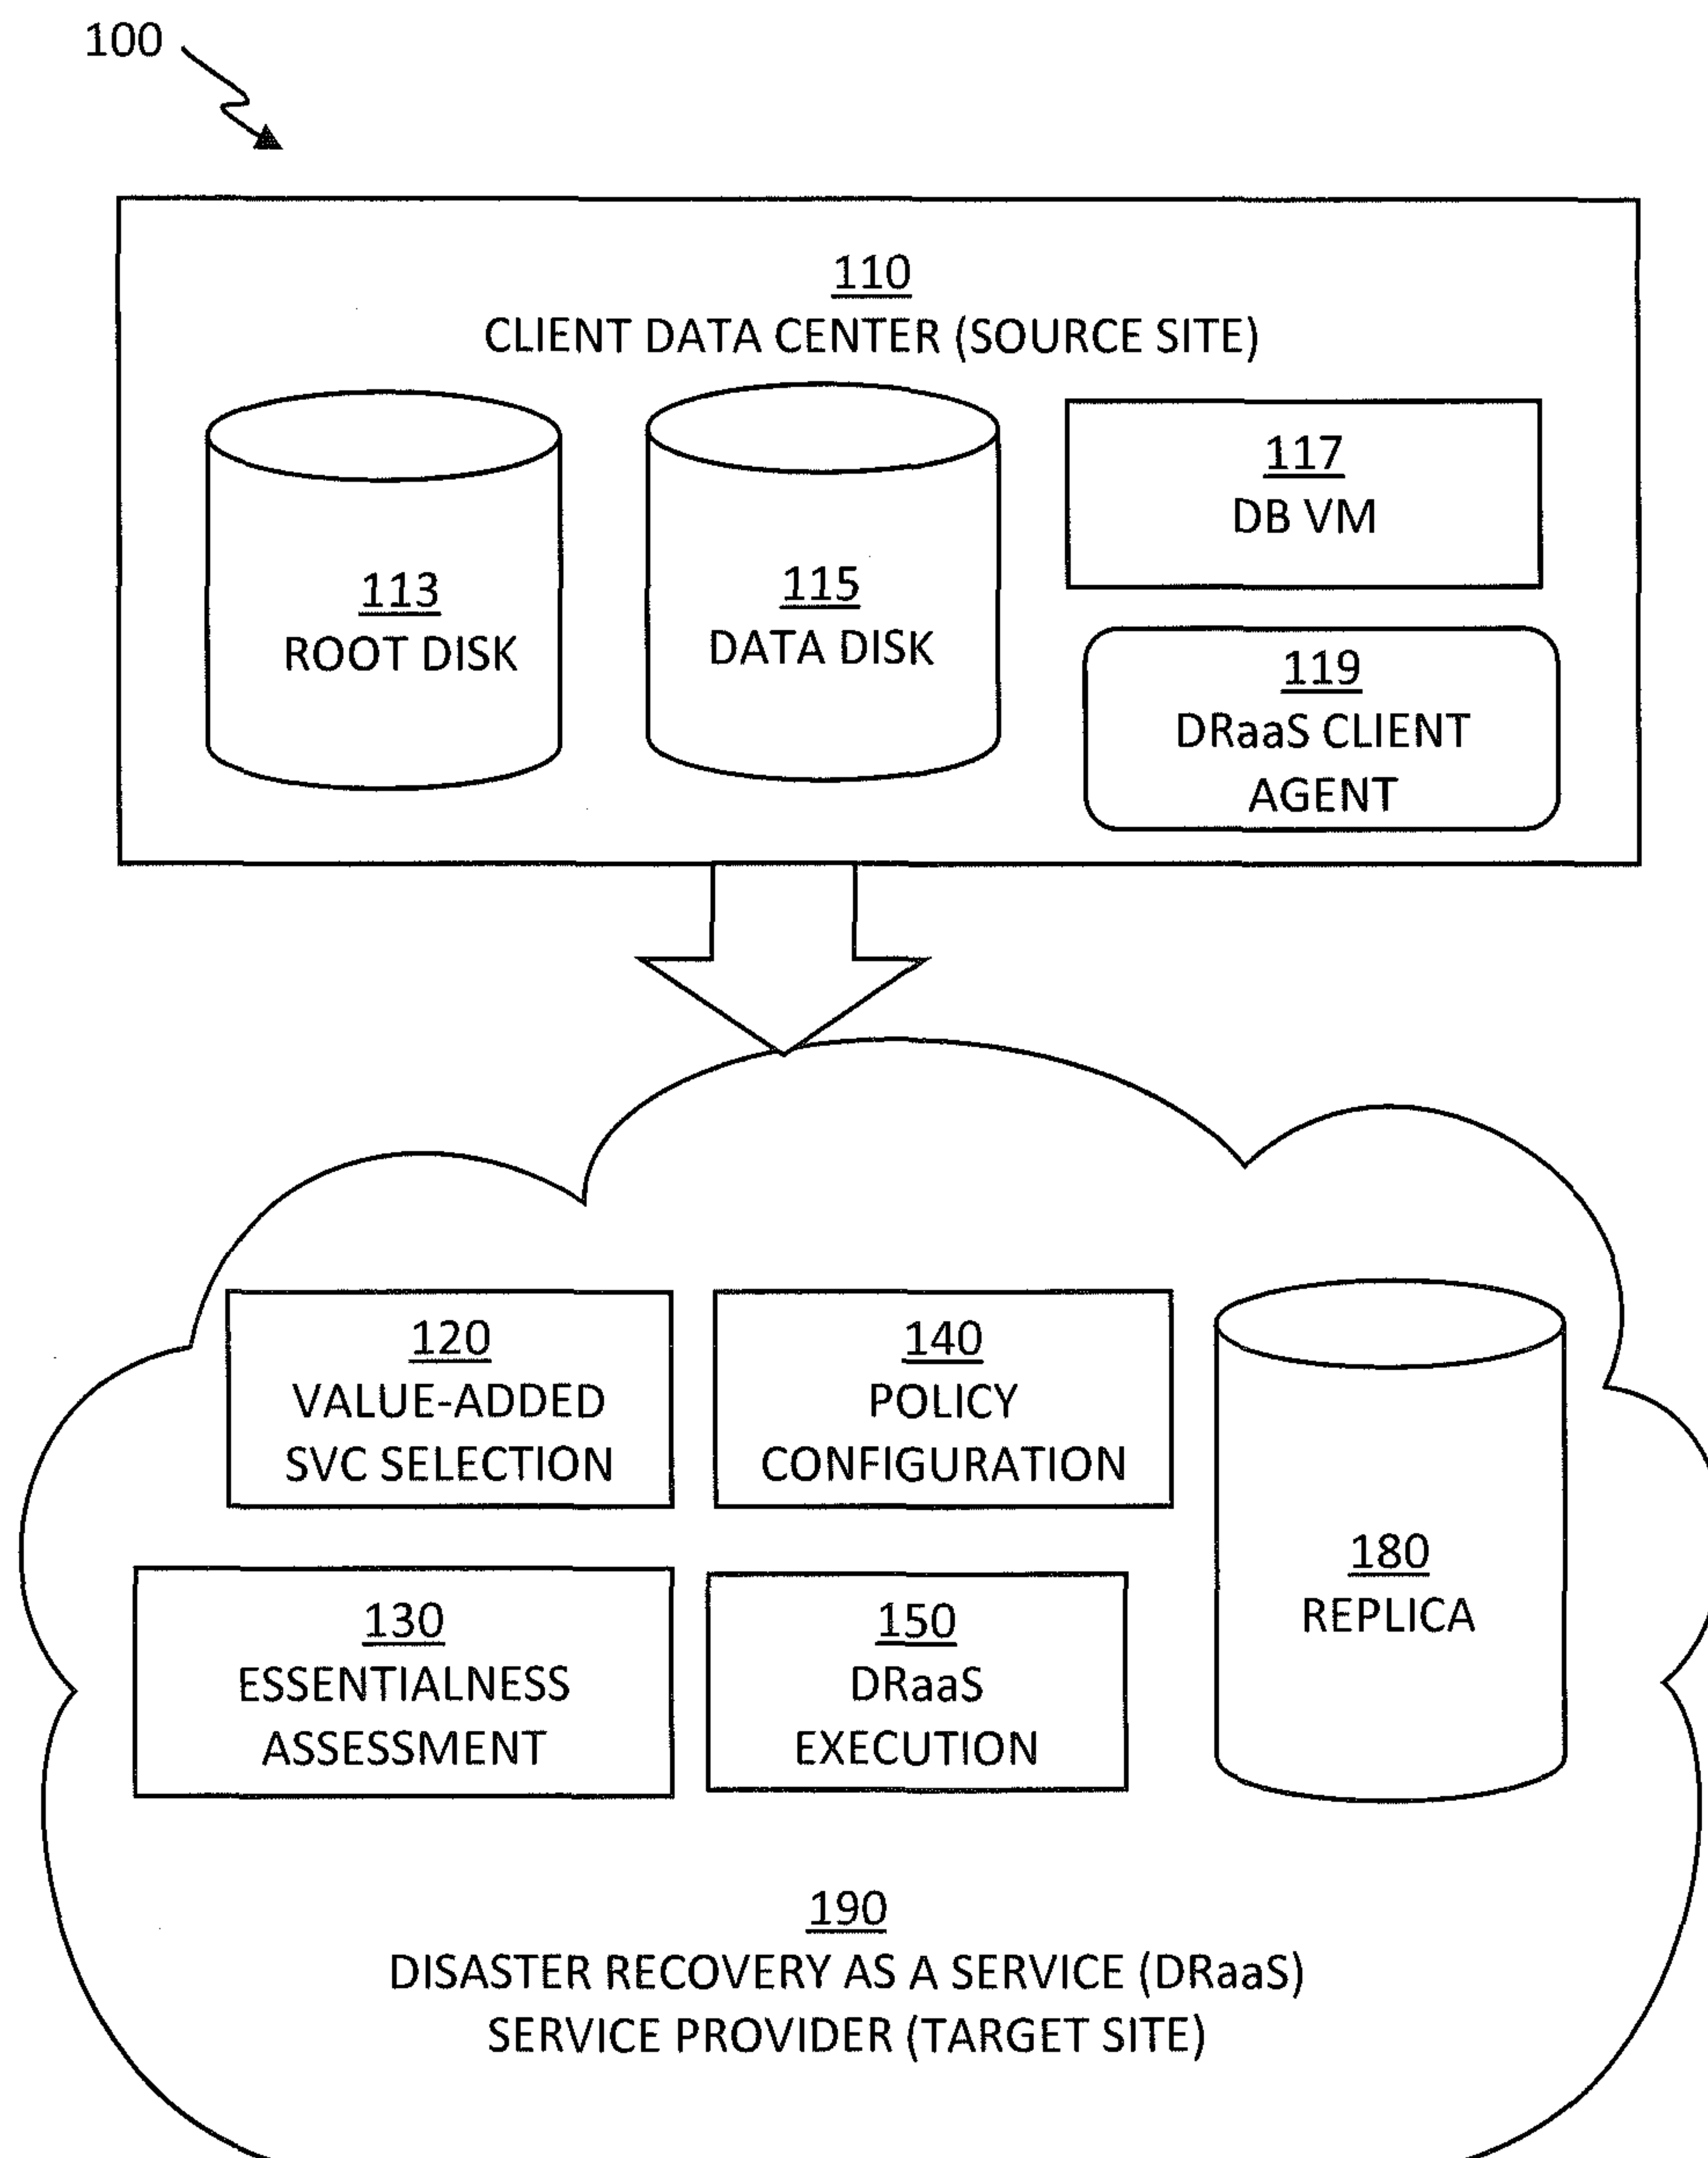 100
110
CLIENT DATA CENTER (SOURCE SITE)
113
ROOT DISK
115
DATA DISK
117
DB VM
119
DRaaS CLIENT
AGENT
120
VALUE-ADDED
SVC SELECTION
140
POLICY
CONFIGURATION
130
ESSENTIALNESS
ASSESSMENT
150
DRaaS
EXECUTION
180
REPLICA
190
DISASTER RECOVERY AS A SERVICE (DRaaS)
SERVICE PROVIDER (TARGET SITE)